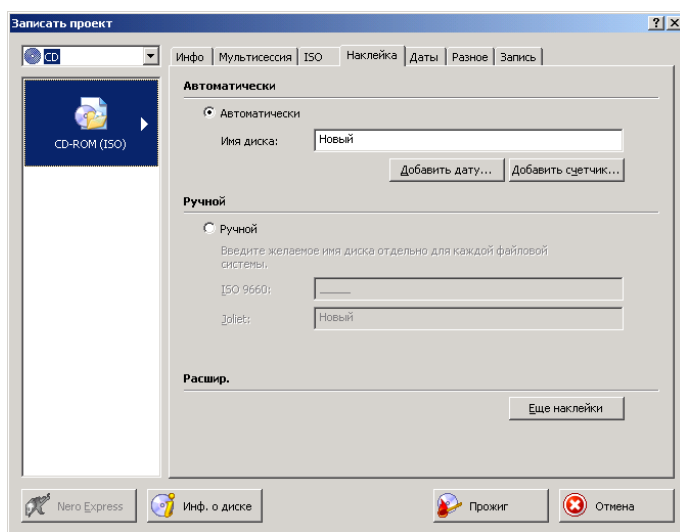 Записать проект
CD
Инфо Мультисессия ISO Наклейка Даты Разное Запись
CD-ROM (ISO)
Автоматически
Автоматически
Имя диска: Новый
Добавить дату... Добавить счетчик...
Ручной
Ручной
Введите желаемое имя диска отдельно для каждой файловой
системы.
ISO 9660: _____
Joliet: Новый
Расшир.
Еще наклейки
Nero Express Инф. о диске Прожиг Отмена